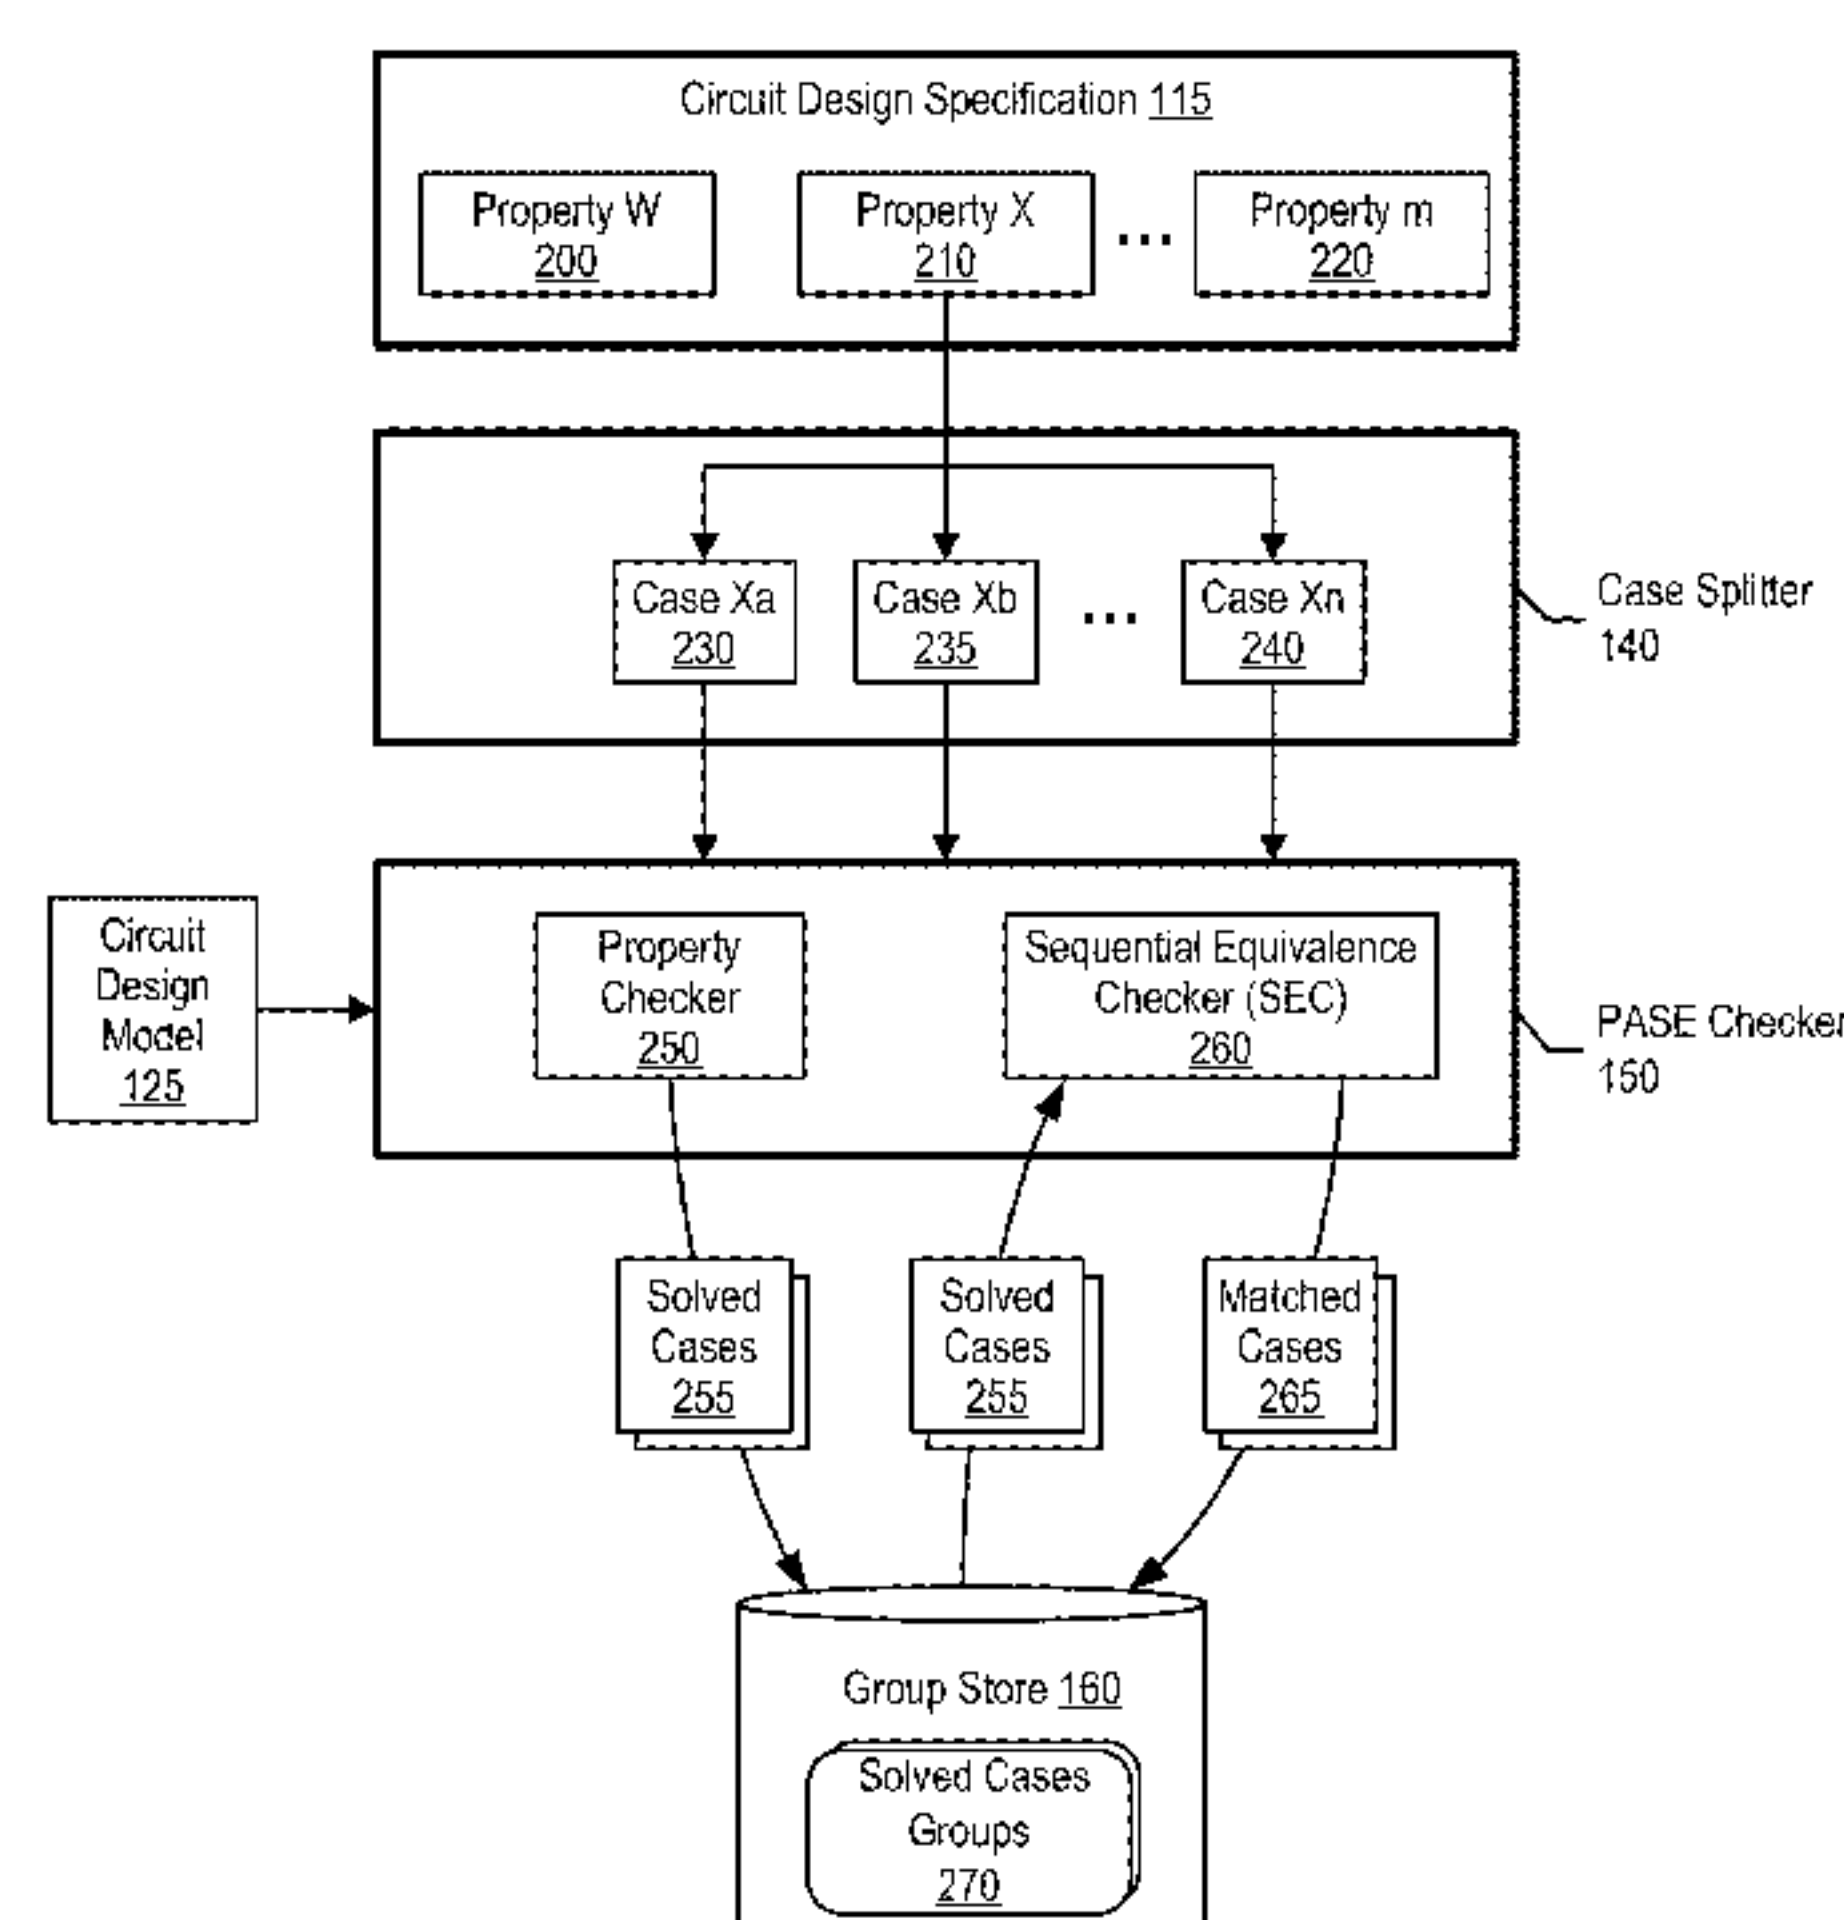 Circuit Design Specification 115
Property W
200
Property X
210
...
Property m
220
Case Xa
230
Case Xb
235
...
Case Xn
240
Case Splitter
140
Circuit
Design
Model
125
Property
Checker
250
Sequential Equivalence
Checker (SEC)
260
PASE Checker
150
Solved
Cases
255
Solved
Cases
255
Matched
Cases
265
Group Store 160
Solved Cases
Groups
270